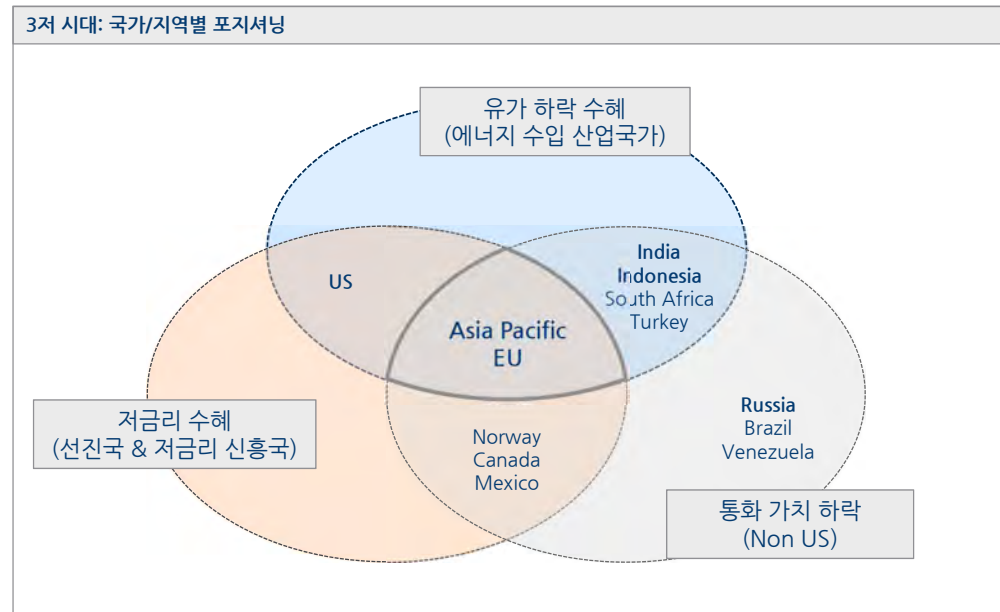 3저 시대: 국가/지역별 포지셔닝
유가 하락 수혜
(에너지 수입 산업국가)
US
India
Indonesia
South Africa
Turkey
Asia Pacific
EU
저금리 수혜
(선진국 & 저금리 신흥국)
Norway
Canada
Mexico
Russia
Brazil
Venezuela
통화 가치 하락
(Non US)